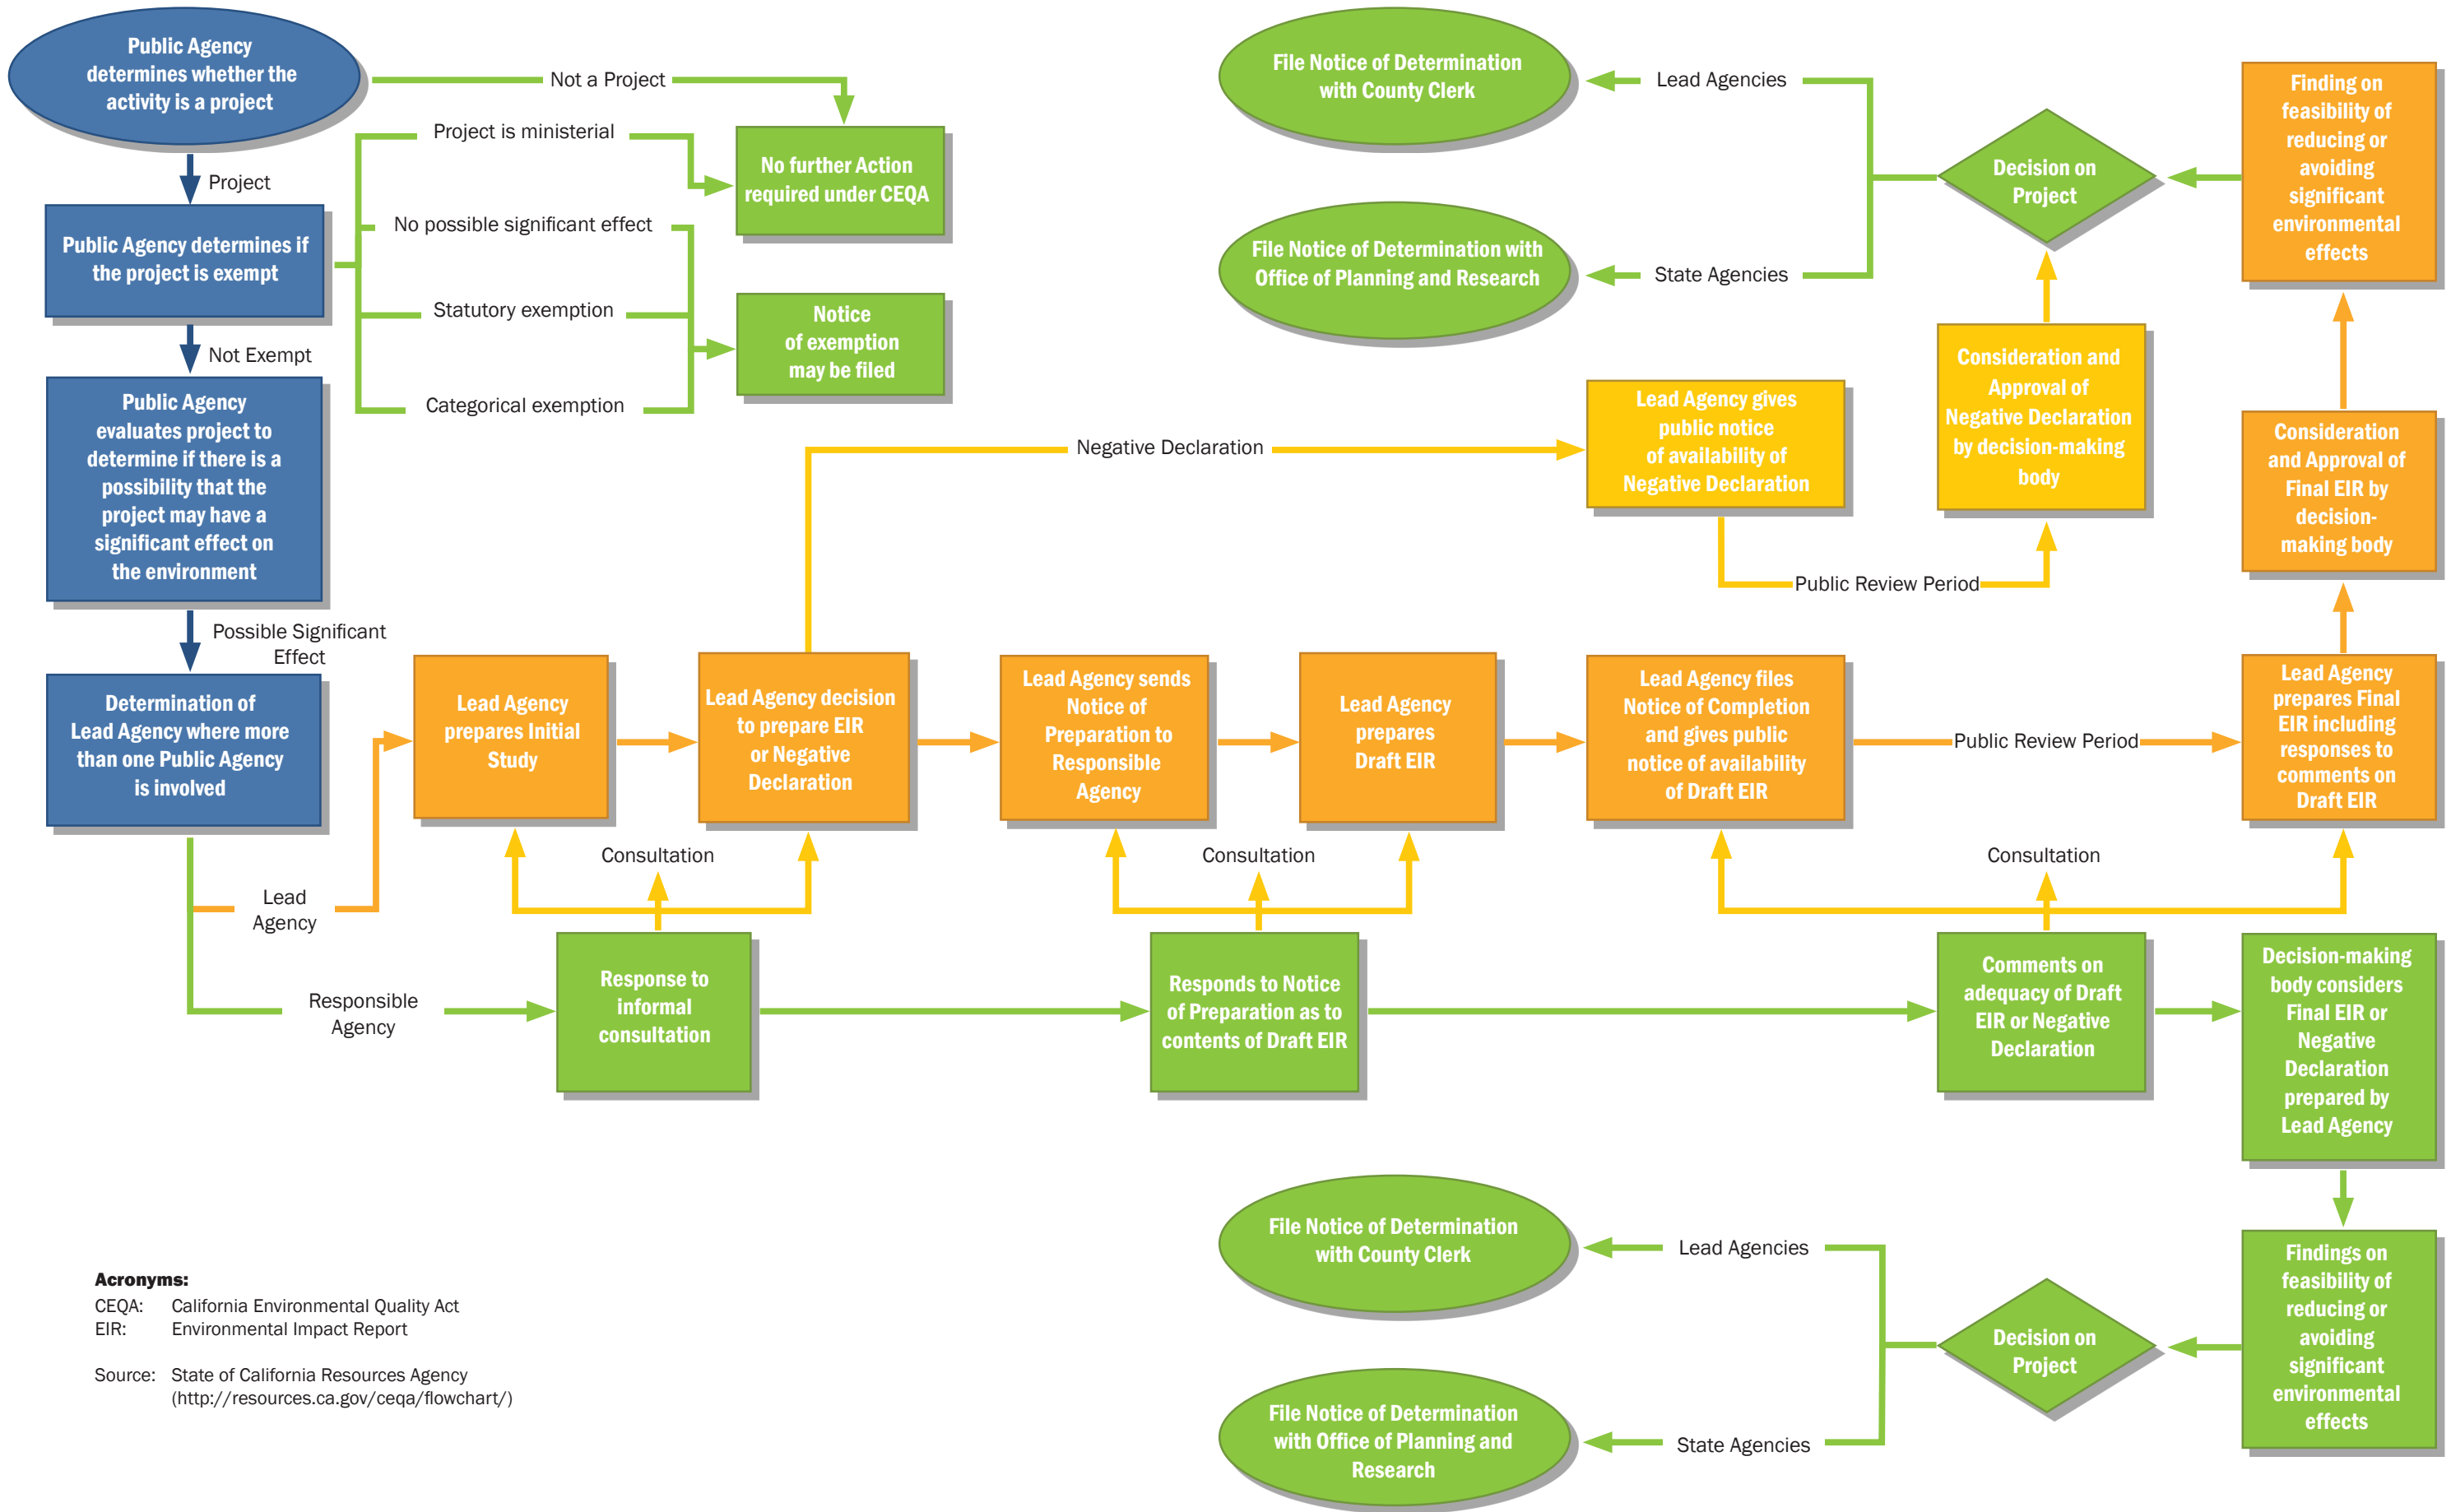 Public Agency
determines whether the
activity is a project
Not a Project
Project
Project is ministerial
No possible significant effect
Statutory exemption
Categorical exemption
No further Action
required under CEQA
Notice
of exemption
may be filed
Public Agency determines if
the project is exempt
Not Exempt
Public Agency
evaluates project to
determine if there is a
possibility that the
project may have a
significant effect on
the environment
Possible Significant
Effect
Determination of
Lead Agency where more
than one Public Agency
is involved
Lead
Agency
Responsible
Agency
Lead Agency
prepares Initial
Study
Lead Agency decision
to prepare EIR
or Negative
Declaration
Negative Declaration
Lead Agency gives
public notice
of availability of
Negative Declaration
Public Review Period
Consideration and
Approval of
Negative Declaration
by decision-making
body
Lead Agency sends
Notice of
Preparation to
Responsible
Agency
Lead Agency
prepares
Draft EIR
Lead Agency files
Notice of Completion
and gives public
notice of availability
of Draft EIR
Public Review Period
Lead Agency
prepares Final
EIR including
responses to
comments on
Draft EIR
Consideration
and Approval of
Final EIR by
decision-
making body
Finding on
feasibility of
reducing or
avoiding
significant
environmental
effects
Decision on
Project
Lead Agencies
State Agencies
File Notice of Determination
with County Clerk
File Notice of Determination with
Office of Planning and Research
Consultation
Consultation
Consultation
Response to
informal
consultation
Responds to Notice
of Preparation as to
contents of Draft EIR
Comments on
adequacy of Draft
EIR or Negative
Declaration
Decision-making
body considers
Final EIR or
Negative
Declaration
prepared by
Lead Agency
Findings on
feasibility of
reducing or
avoiding
significant
environmental
effects
Decision on
Project
Lead Agencies
State Agencies
File Notice of Determination
with County Clerk
File Notice of Determination
with Office of Planning and
Research
Acronyms:
CEQA: California Environmental Quality Act
EIR: Environmental Impact Report
Source: State of California Resources Agency
(http://resources.ca.gov/ceqa/flowchart/)